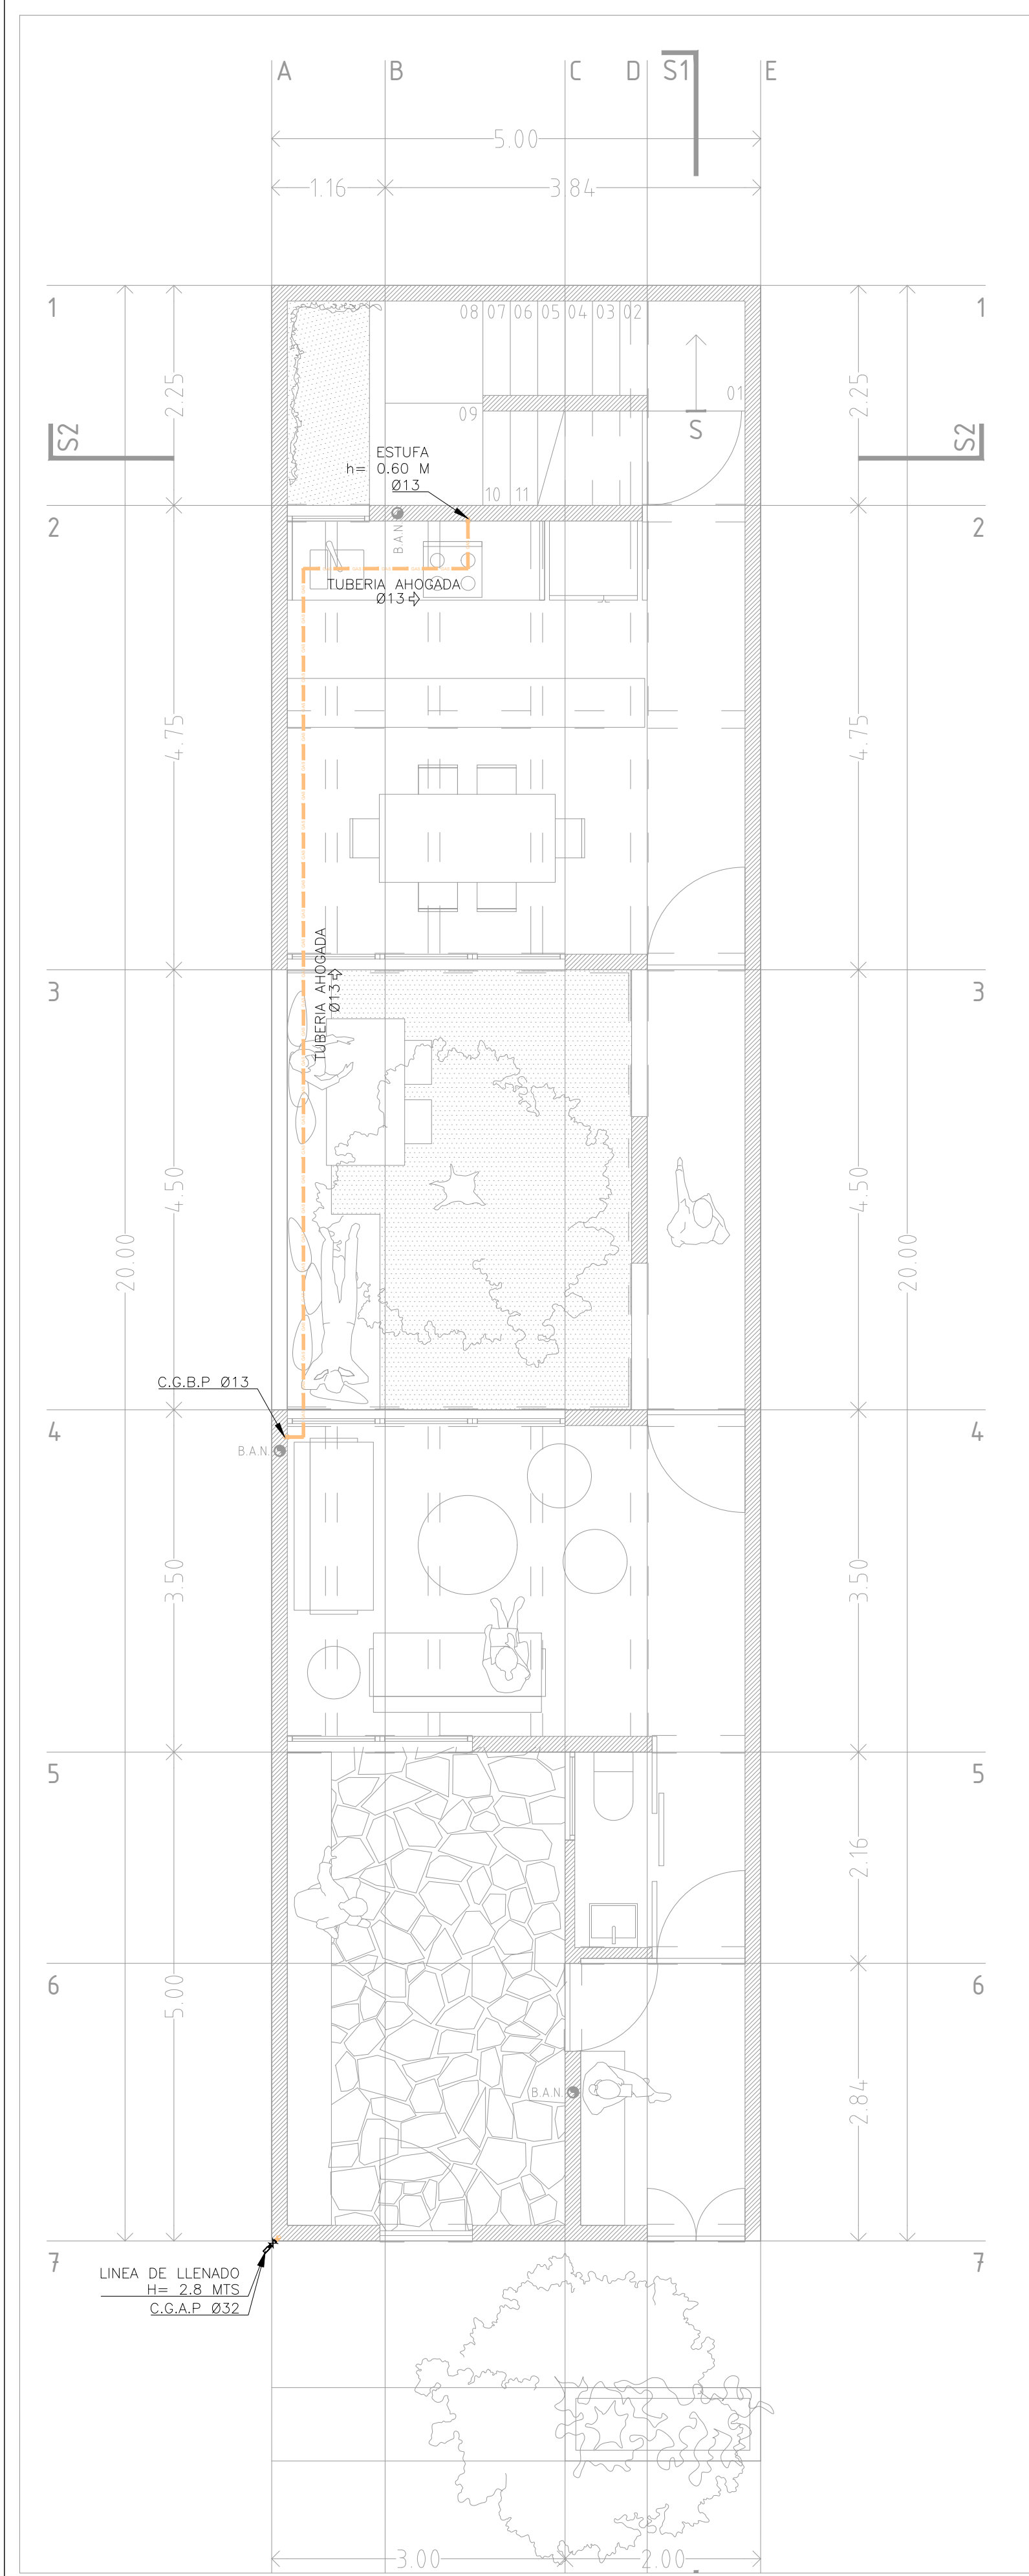 A B C D S1 E
5.00
1.16 3.84
1 1
08 07 06 05 04 03 02
2.25 2.25
01
09
S2 S S2
ESTUFA
h= 0.60 M
Ø13
10 11
B.A.N.
2 2
TUBERIA AHOGADA
Ø13
4.75 4.75
TUBERIA AHOGADA
Ø13
3 3
4.50 4.50
20.00 20.00
C.G.B.P Ø13
4 4
B.A.N.
3.50 3.50
5 5
2.16
6 6
5.00
B.A.N.
2.84
7 7
LINEA DE LLENADO
H= 2.8 MTS
C.G.A.P Ø32
3.00 2.00